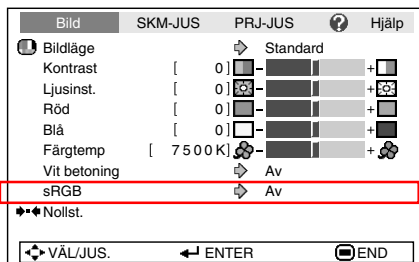 Bild SKM-JUS PRJ-JUS ? Hjälp
Bildläge Standard
Kontrast [ 0] - +
Ljusinst. [ 0] - +
Röd [ 0] - +
Blå [ 0] - +
Färgtemp [ 7500K] - +
Vit betoning Av
sRGB Av
Nollst.
VÄL/JUS. ENTER END